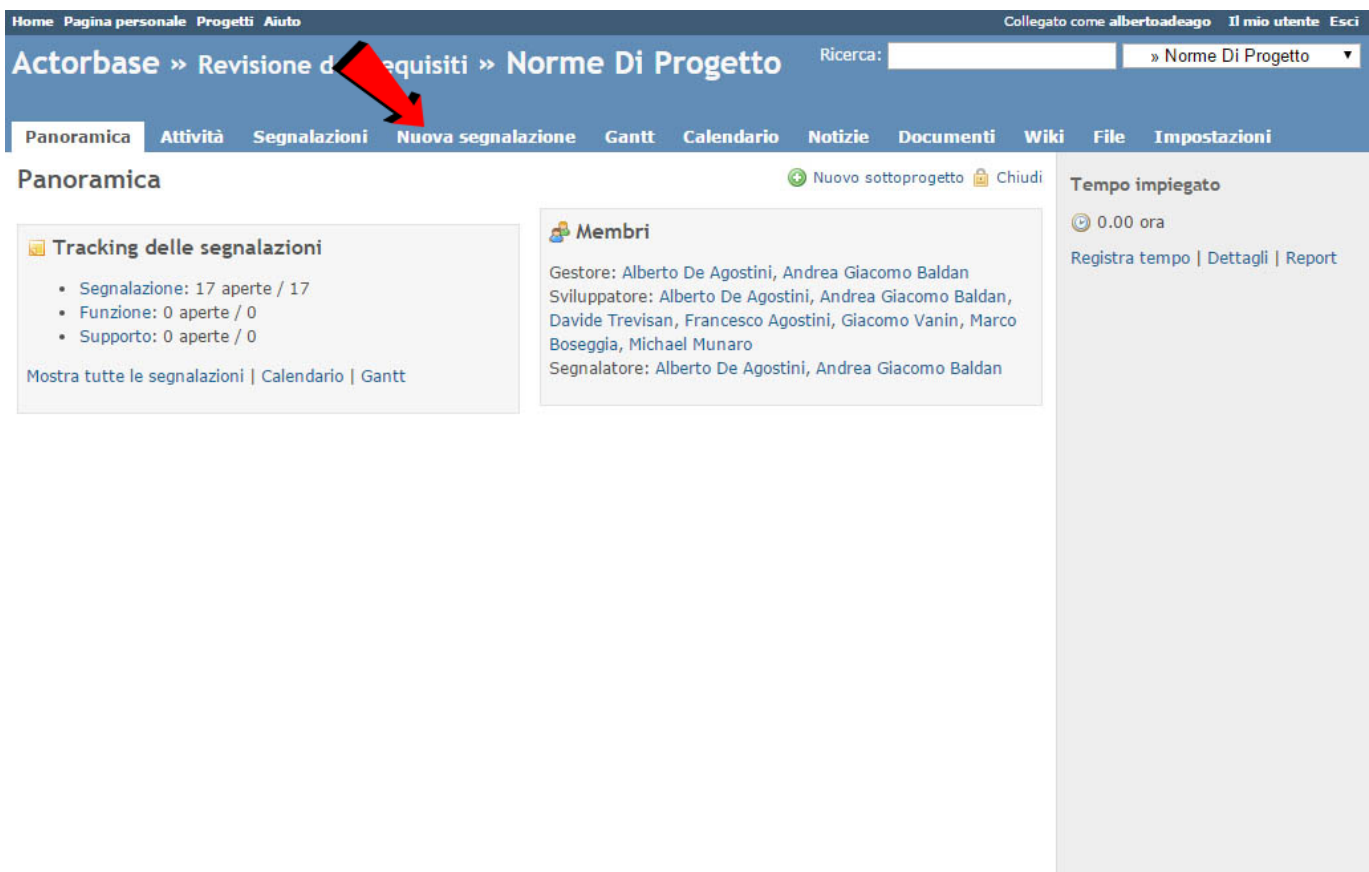 Home Pagina personale Progetti Aiuto Collegato come albertoadeago Il mio utente Esci
Actorbase » Revisione d equisiti » Norme Di Progetto Ricerca: » Norme Di Progetto
Panoramica Attività Segnalazioni Nuova segnalazione Gantt Calendario Notizie Documenti Wiki File Impostazioni
Panoramica
Nuovo sottoprogetto Chiudi
Tracking delle segnalazioni
• Segnalazione: 17 aperte / 17
• Funzione: 0 aperte / 0
• Supporto: 0 aperte / 0
Mostra tutte le segnalazioni | Calendario | Gantt
Membri
Gestore: Alberto De Agostini, Andrea Giacomo Baldan
Sviluppatore: Alberto De Agostini, Andrea Giacomo Baldan,
Davide Trevisan, Francesco Agostini, Giacomo Vanin, Marco
Boseggia, Michael Munaro
Segnalatore: Alberto De Agostini, Andrea Giacomo Baldan
Tempo impiegato
0.00 ora
Registra tempo | Dettagli | Report